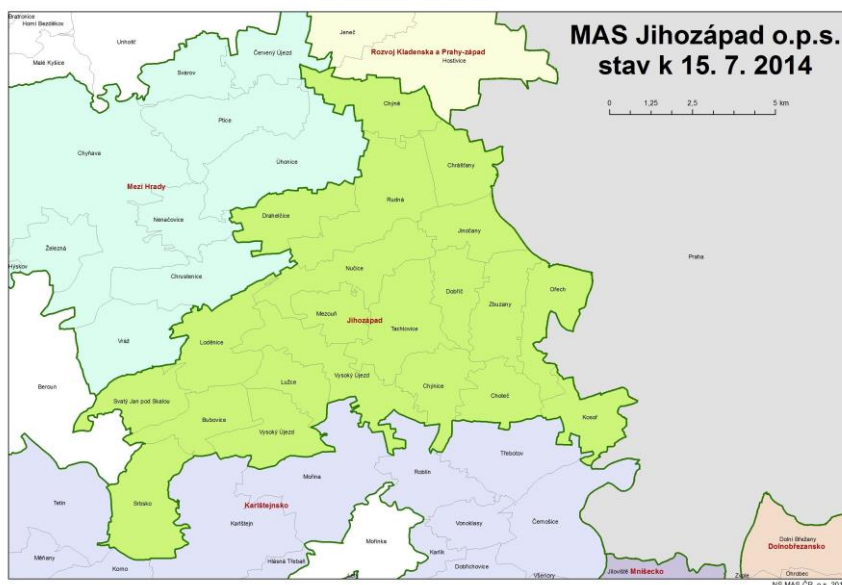 MAS Jihozápad o.p.s.
stav k 15. 7. 2014
0 1,25 2,5 5 km
Bratronice
Horní Bezděkov
Malé Kyšice
Unhošť
Červený Újezd
Svárov
Jeneč
Rozvoj Kladenska a Prahy-západ
Hostivice
Ptice
Chýně
Chyňava
Úhonice
Chrášťany
Mezi Hrady
Rudná
Nenačovice
Drahelčice
Jinočany
Železná
Hýskov
Chrustenice
Nučice
Praha
Dobříč
Ořech
Zbuzany
Mezouň
Jihozápad
Tachlovice
Vráž
Loděnice
Beroun
Vysoký Újezd
Lužce
Chýnice
Choteč
Svatý Jan pod Skalou
Bubovice
Kosoř
Vysoký Újezd
Třebotov
Mořina
Roblín
Tetín
Srbsko
Karlštejnsko
Karlštejn
Mořinka
Vonoklasy
Černošice
Měňany
Korno
Hlásná Třebaň
Karlík
Dobřichovice
Všenory
Jíloviště
Mníšecko
Dolní Břežany
Dolnobřežansko
Ohrobec